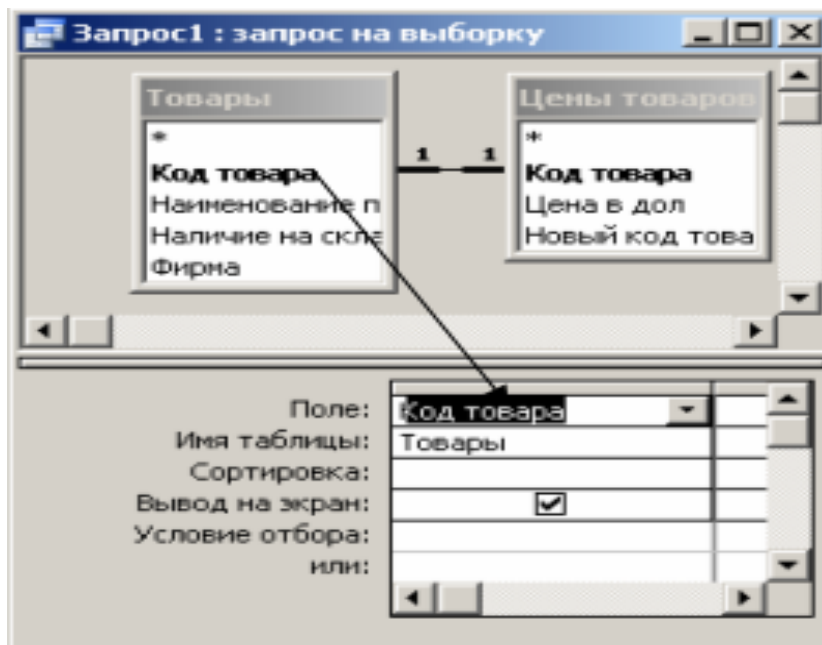 Запрос1 : запрос на выборку
Товары
*
Код товара
Наименование п
Наличие на скла
Фирма
1 1
Цены товаров
*
Код товара
Цена в дол
Новый код това
Поле: Код товара
Имя таблицы: Товары
Сортировка:
Вывод на экран:
Условие отбора:
или: